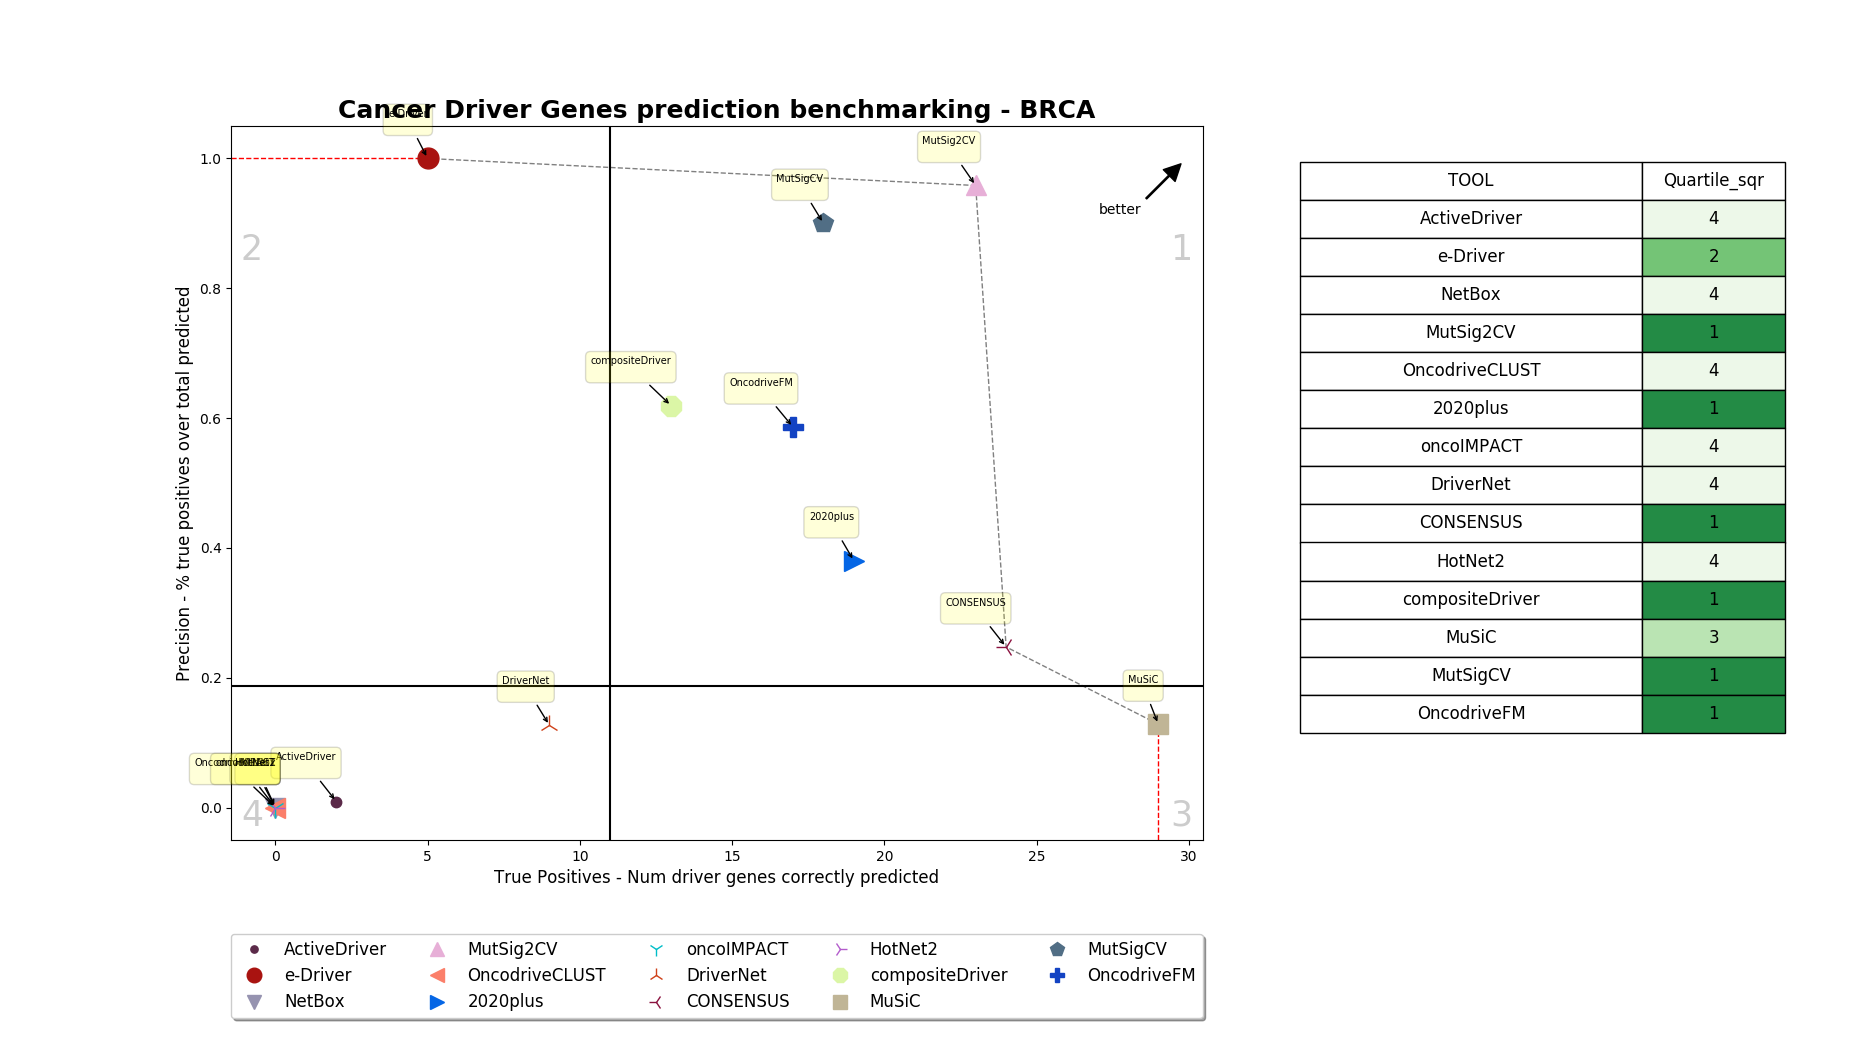 Cancer Driver Genes prediction benchmarking - BRCA
MutSig2CV
MutSigCV
better
2
1
compositeDriver
OncodriveFM
2020plus
CONSENSUS
DriverNet
MuSiC
ActiveDriver
4
3
1.0
0.8
0.6
0.4
0.2
0.0
Precision - % true positives over total predicted
0 5 10 15 20 25 30
True Positives - Num driver genes correctly predicted
ActiveDriver MutSig2CV oncoIMPACT HotNet2 MutSigCV
e-Driver OncodriveCLUST DriverNet compositeDriver OncodriveFM
NetBox 2020plus CONSENSUS MuSiC
TOOL Quartile_sqr
ActiveDriver 4
e-Driver 2
NetBox 4
MutSig2CV 1
OncodriveCLUST 4
2020plus 1
oncoIMPACT 4
DriverNet 4
CONSENSUS 1
HotNet2 4
compositeDriver 1
MuSiC 3
MutSigCV 1
OncodriveFM 1